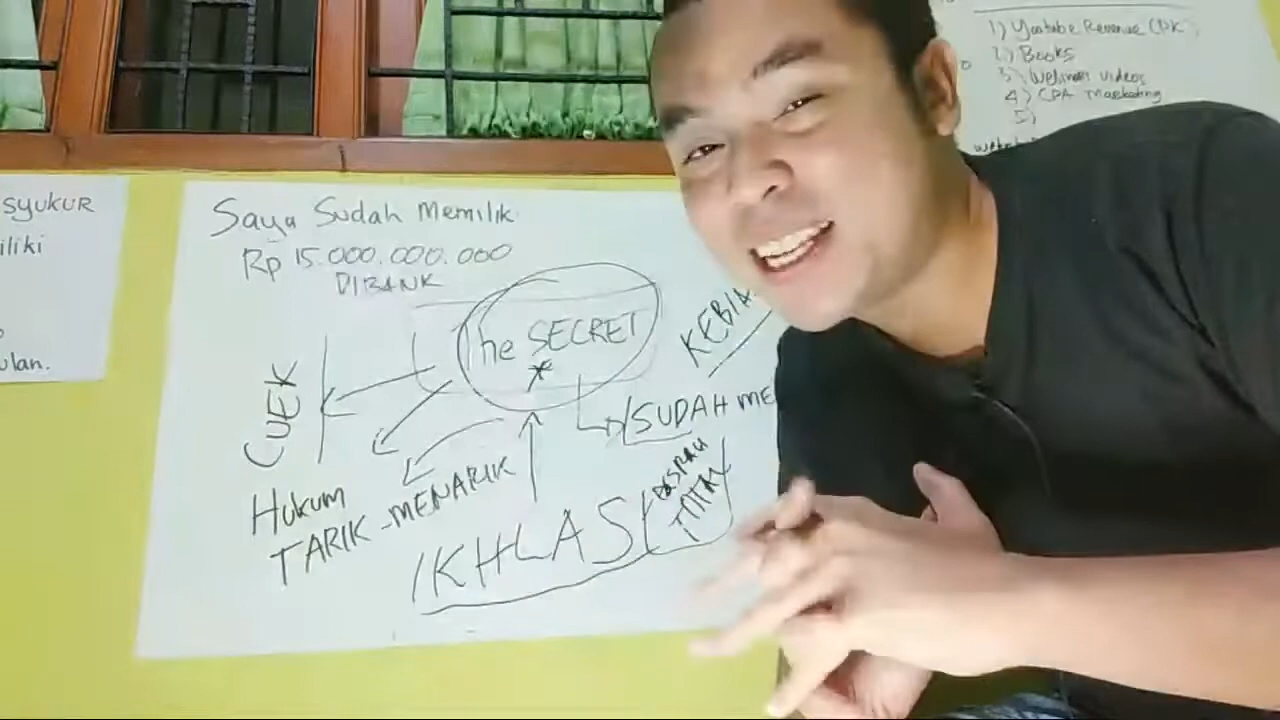 SYUKUR
iliki
ulan.
Saya Sudah Memilik
Rp 15.000.000.000
DIBANK
The SECRET
*
KEBIA
CUEK
SUDAH ME
Hukum
TARIK-MENARIK
IKHLAS
TOTAL
1) Youtube Revenue
2) Books
3) Webinar videos
4) CPA Marketing
5)